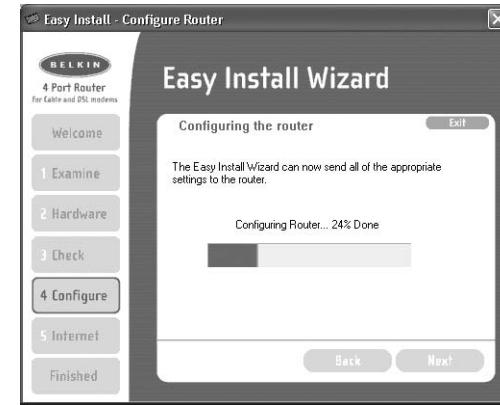 Easy Install - Configure Router
BELKIN
4 Port Router
For Cable and DSL modems
Welcome
1 Examine
2 Hardware
3 Check
4 Configure
5 Internet
Finished
Easy Install Wizard
Configuring the router
Exit
The Easy Install Wizard can now send all of the appropriate
settings to the router.
Configuring Router... 24% Done
Back
Next